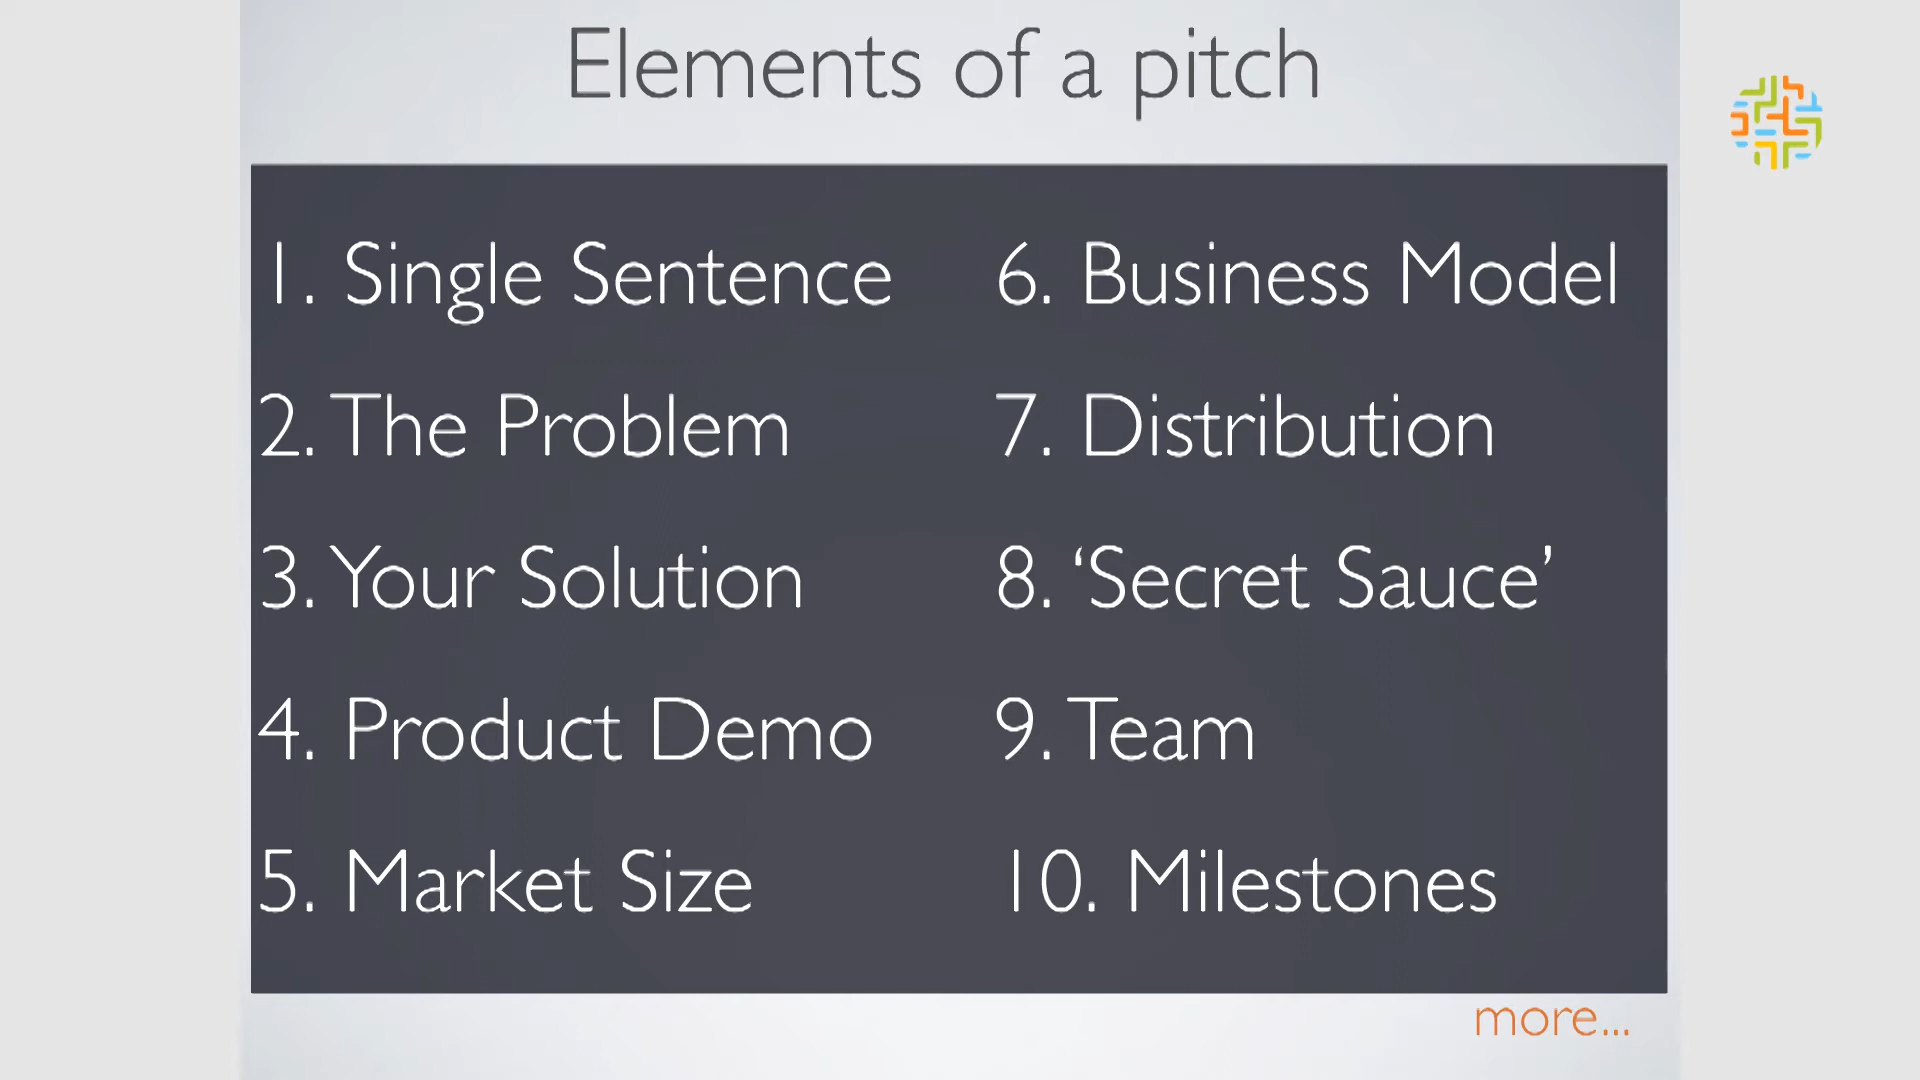 Elements of a pitch
1. Single Sentence
2. The Problem
3. Your Solution
4. Product Demo
5. Market Size
6. Business Model
7. Distribution
8. ‘Secret Sauce’
9. Team
10. Milestones
more...